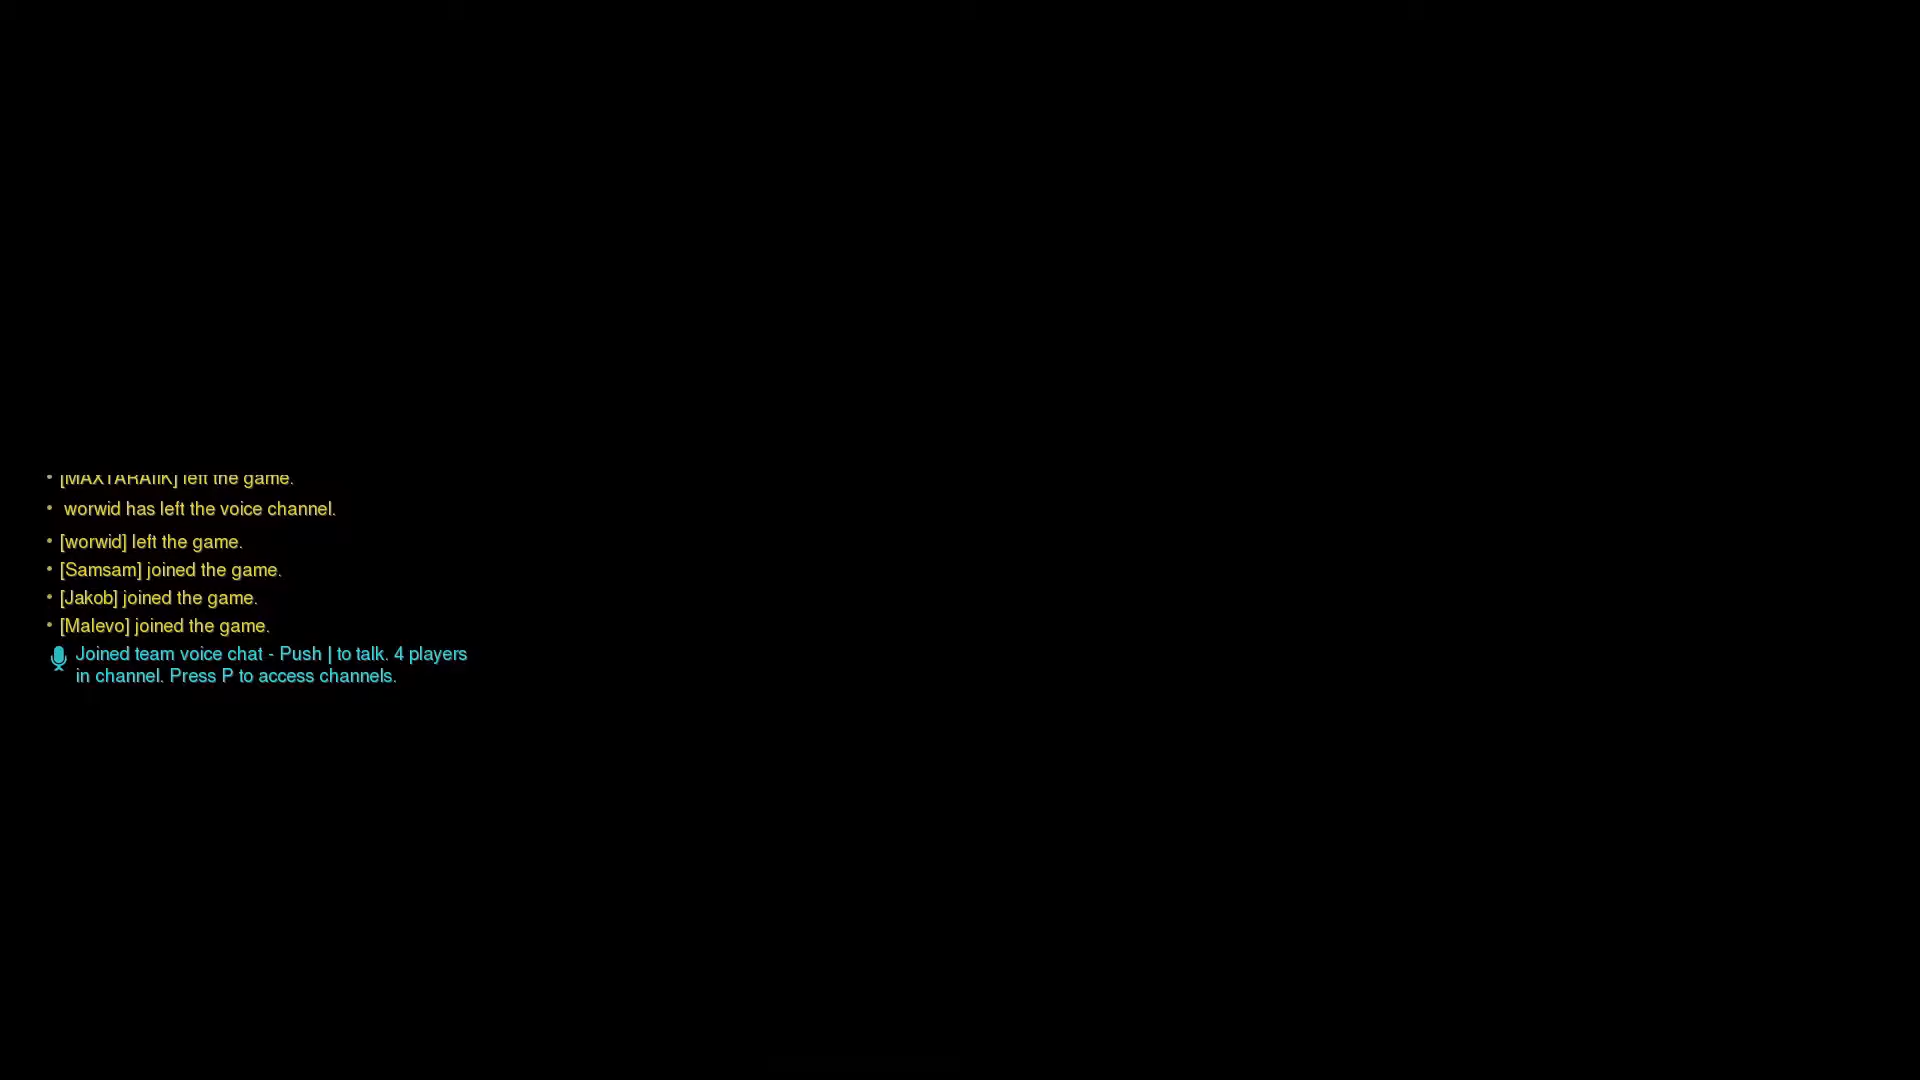 • left the game.
• worwid has left the voice channel.
• [worwid] left the game.
• [Samsam] joined the game.
• [Jakob] joined the game.
• [Malevo] joined the game.
Joined team voice chat - Push | to talk. 4 players
in channel. Press P to access channels.